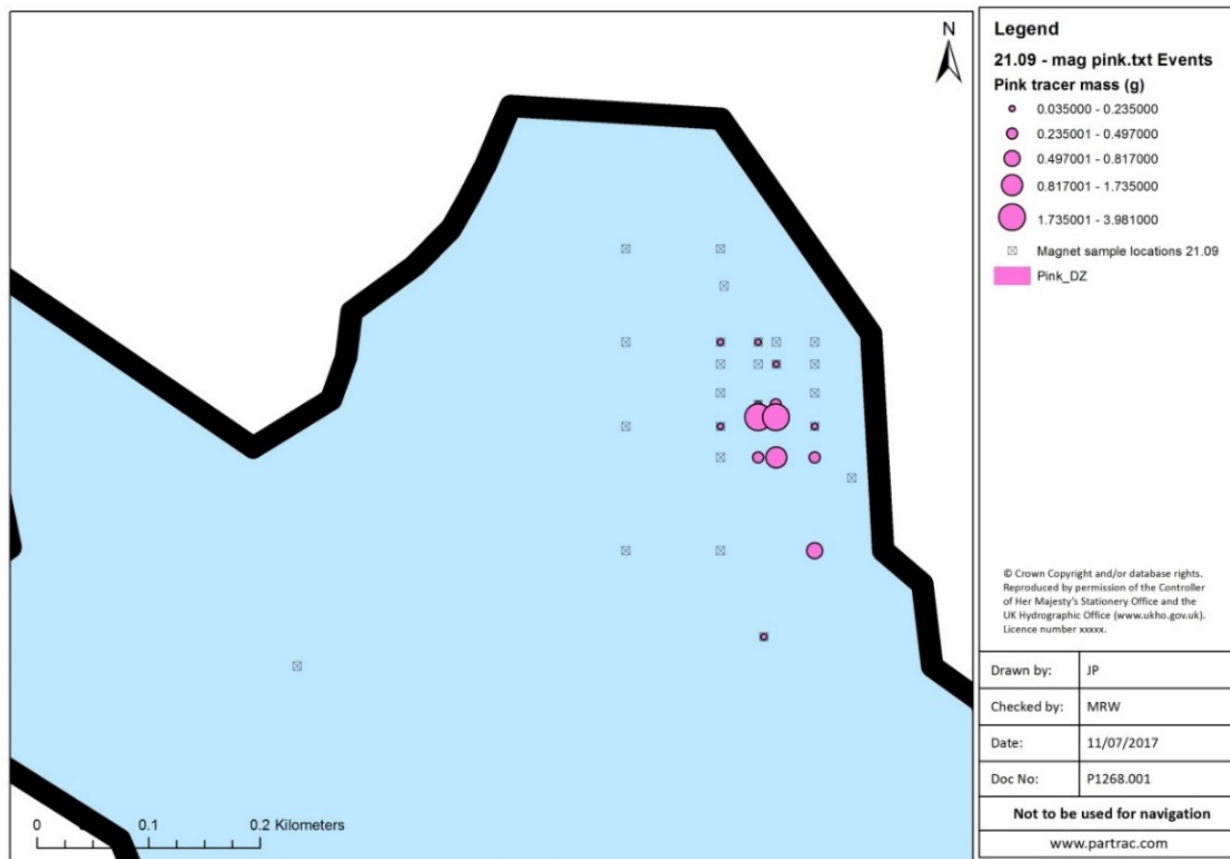 N
0
0.1
0.2 Kilometers
Legend
21.09 - mag pink.txt Events
Pink tracer mass (g)
0.035000 - 0.235000
0.235001 - 0.497000
0.497001 - 0.817000
0.817001 - 1.735000
1.735001 - 3.981000
Magnet sample locations 21.09
Pink_DZ
© Crown Copyright and/or database rights.
Reproduced by permission of the Controller
of Her Majesty's Stationery Office and the
UK Hydrographic Office (www.ukho.gov.uk).
Licence number xxxxx.
Drawn by: JP
Checked by: MRW
Date: 11/07/2017
Doc No: P1268.001
Not to be used for navigation
www.partrac.com